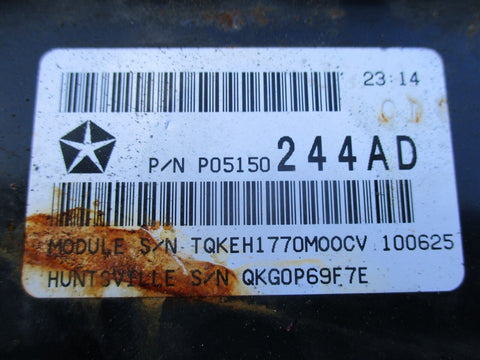 23:14
P/N P05150 244AD
MODULE S/N TQKEH1770M00CV 100625
HUNTSVILLE S/N QKG0P69F7E